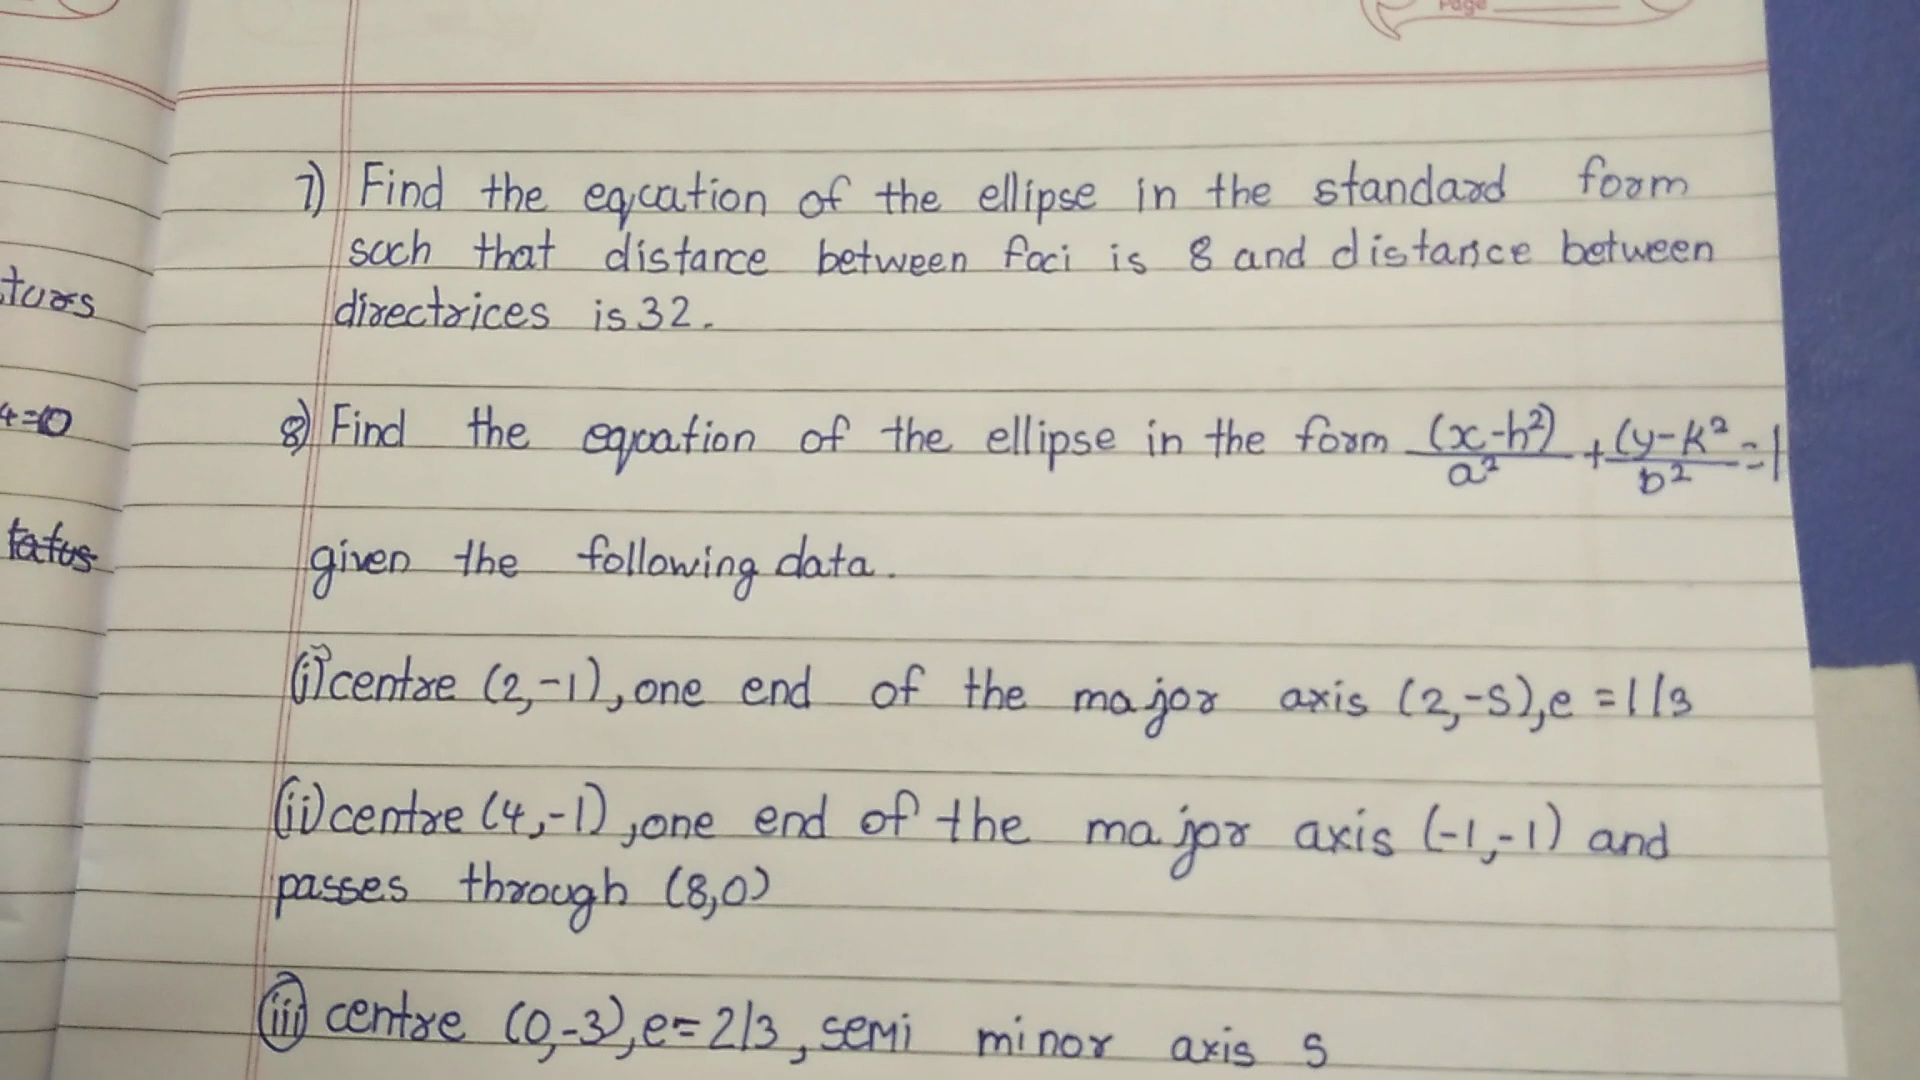 Page
7) Find the equation of the ellipse in the standard form
such that distance between foci is 8 and distance between
directrices is 32.
8) Find the equation of the ellipse in the form (x-h²)/a² + (y-k²/b² = 1
given the following data.
(i) centre (2,-1), one end of the major axis (2,-5), e = 1/3
(ii) centre (4,-1), one end of the major axis (-1,-1) and
passes through (8,0)
(iii) centre (0,-3), e = 2/3, semi minor axis 5
4=0